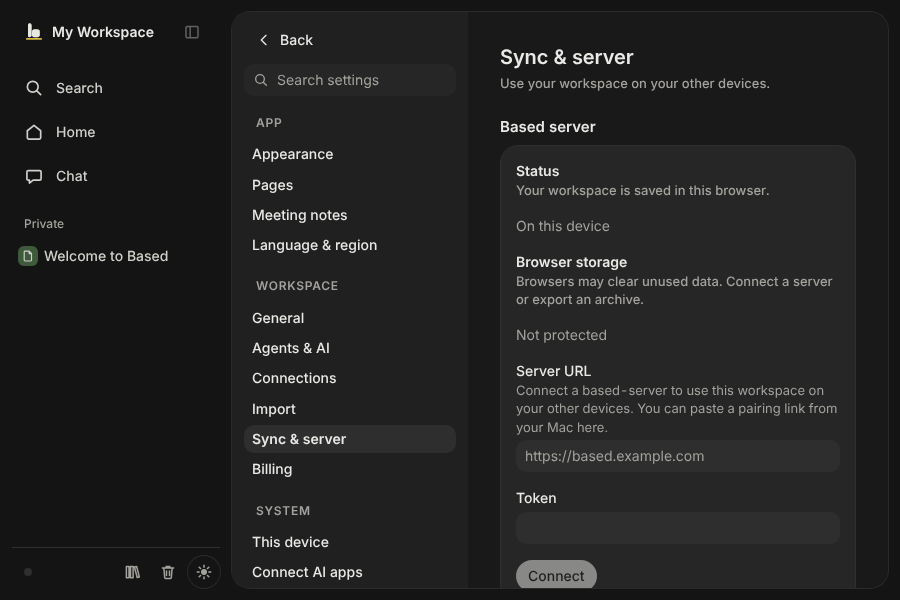 My Workspace
Search
Home
Chat
Private
Welcome to Based
Back
Search settings
APP
Appearance
Pages
Meeting notes
Language & region
WORKSPACE
General
Agents & AI
Connections
Import
Sync & server
Billing
SYSTEM
This device
Connect AI apps
Sync & server
Use your workspace on your other devices.
Based server
Status
Your workspace is saved in this browser.
On this device
Browser storage
Browsers may clear unused data. Connect a server
or export an archive.
Not protected
Server URL
Connect a based-server to use this workspace on
your other devices. You can paste a pairing link from
your Mac here.
https://based.example.com
Token
Connect